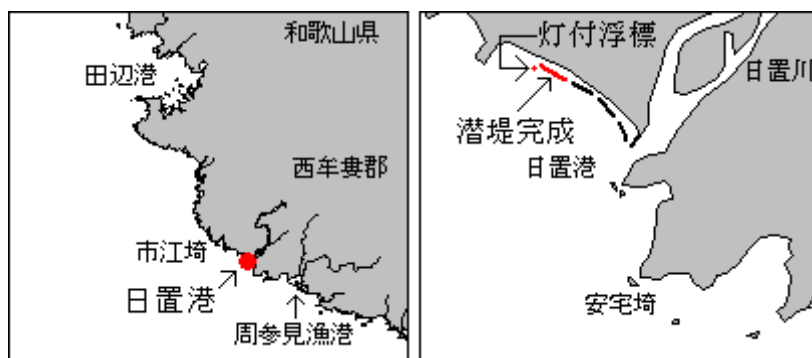 和歌山県
田辺港
西牟婁郡
市江埼
日置港
周参見漁港
灯付浮標
日置川
潜堤完成
日置港
安宅埼